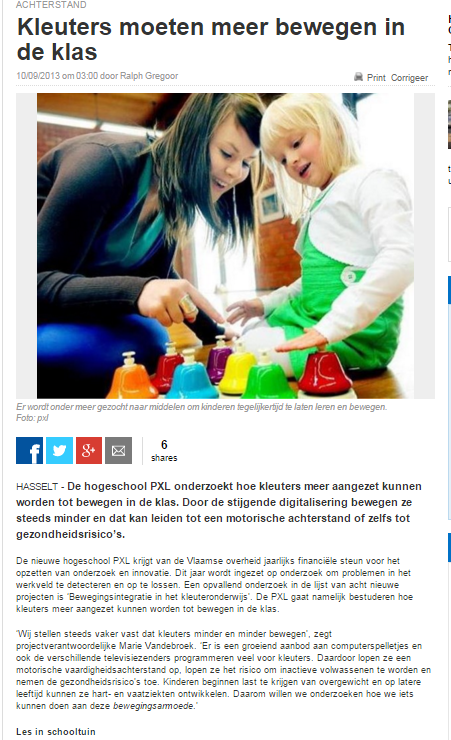 ACHTERSTAND
Kleuters moeten meer bewegen in
de klas
10/09/2013 om 03:00 door Ralph Gregoor
Print Corrigeer
Er wordt onder meer gezocht naar middelen om kinderen tegelijkertijd te laten leren en bewegen.
Foto: pxl
6
shares
HASSELT - De hogeschool PXL onderzoekt hoe kleuters meer aangezet kunnen
worden tot bewegen in de klas. Door de stijgende digitalisering bewegen ze
steeds minder en dat kan leiden tot een motorische achterstand of zelfs tot
gezondheidsrisico's.
De nieuwe hogeschool PXL krijgt van de Vlaamse overheid jaarlijks financiële steun voor het
opzetten van onderzoek en innovatie. Dit jaar wordt ingezet op onderzoek om problemen in het
werkveld te detecteren en op te lossen. Een opvallend onderzoek in de lijst van acht nieuwe
projecten is 'Bewegingsintegratie in het kleuteronderwijs'. De PXL gaat namelijk bestuderen hoe
kleuters meer aangezet kunnen worden tot bewegen in de klas.
'Wij stellen steeds vaker vast dat kleuters minder en minder bewegen', zegt
projectverantwoordelijke Marie Vandebroek. 'Er is een groeiend aanbod aan computerspelletjes en
ook de verschillende televisiezenders programmeren veel voor kleuters. Daardoor lopen ze een
motorische vaardigheidsachterstand op, lopen ze het risico om inactieve volwassenen te worden en
nemen de gezondheidsrisico's toe. Kinderen beginnen last te krijgen van overgewicht en op latere
leeftijd kunnen ze hart- en vaatziekten ontwikkelen. Daarom willen we onderzoeken hoe we iets
kunnen doen aan deze bewegingsarmoede.'
Les in schooltuin